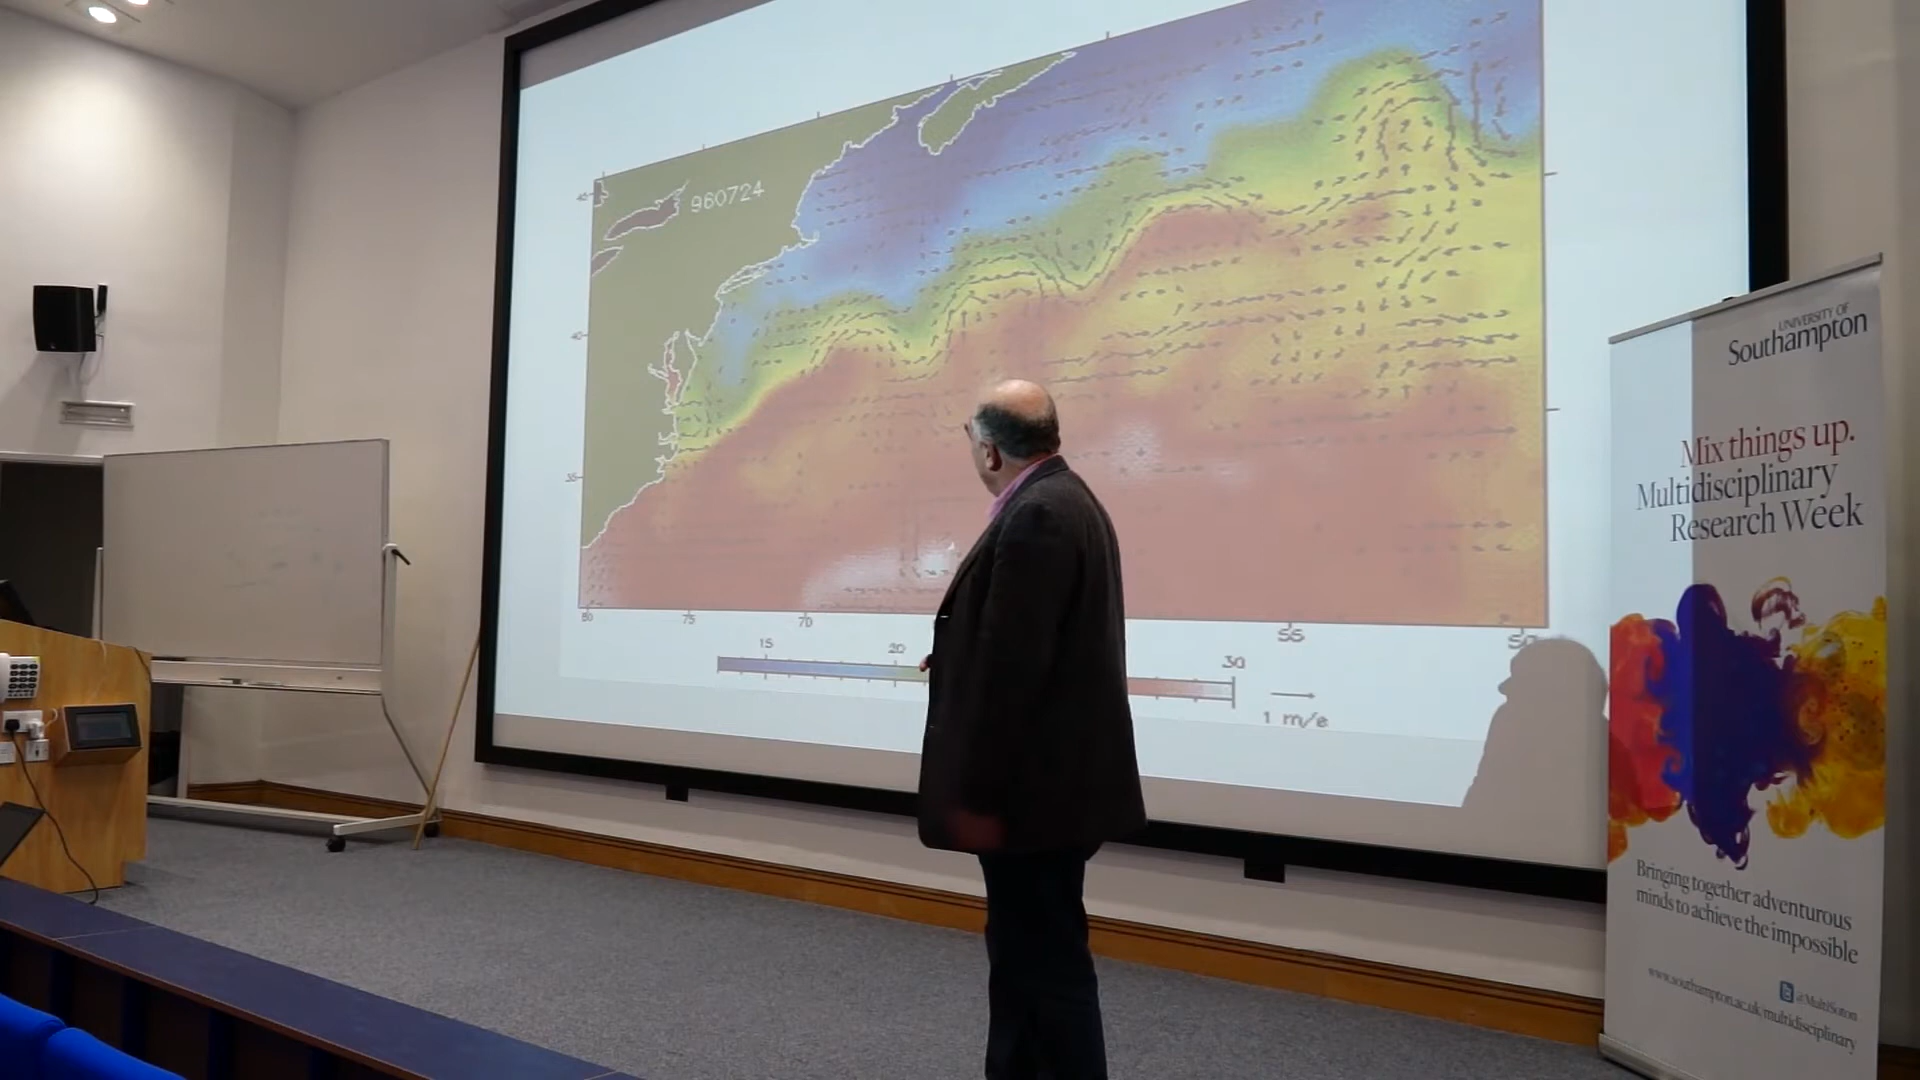 960724
45
40
35
80
75
70
55
50
15
20
30
1 m/s
UNIVERSITY OF
Southampton
Mix things up.
Multidisciplinary
Research Week
Bringing together adventurous
minds to achieve the impossible
@MultiSoton
www.southampton.ac.uk/multidisciplinary